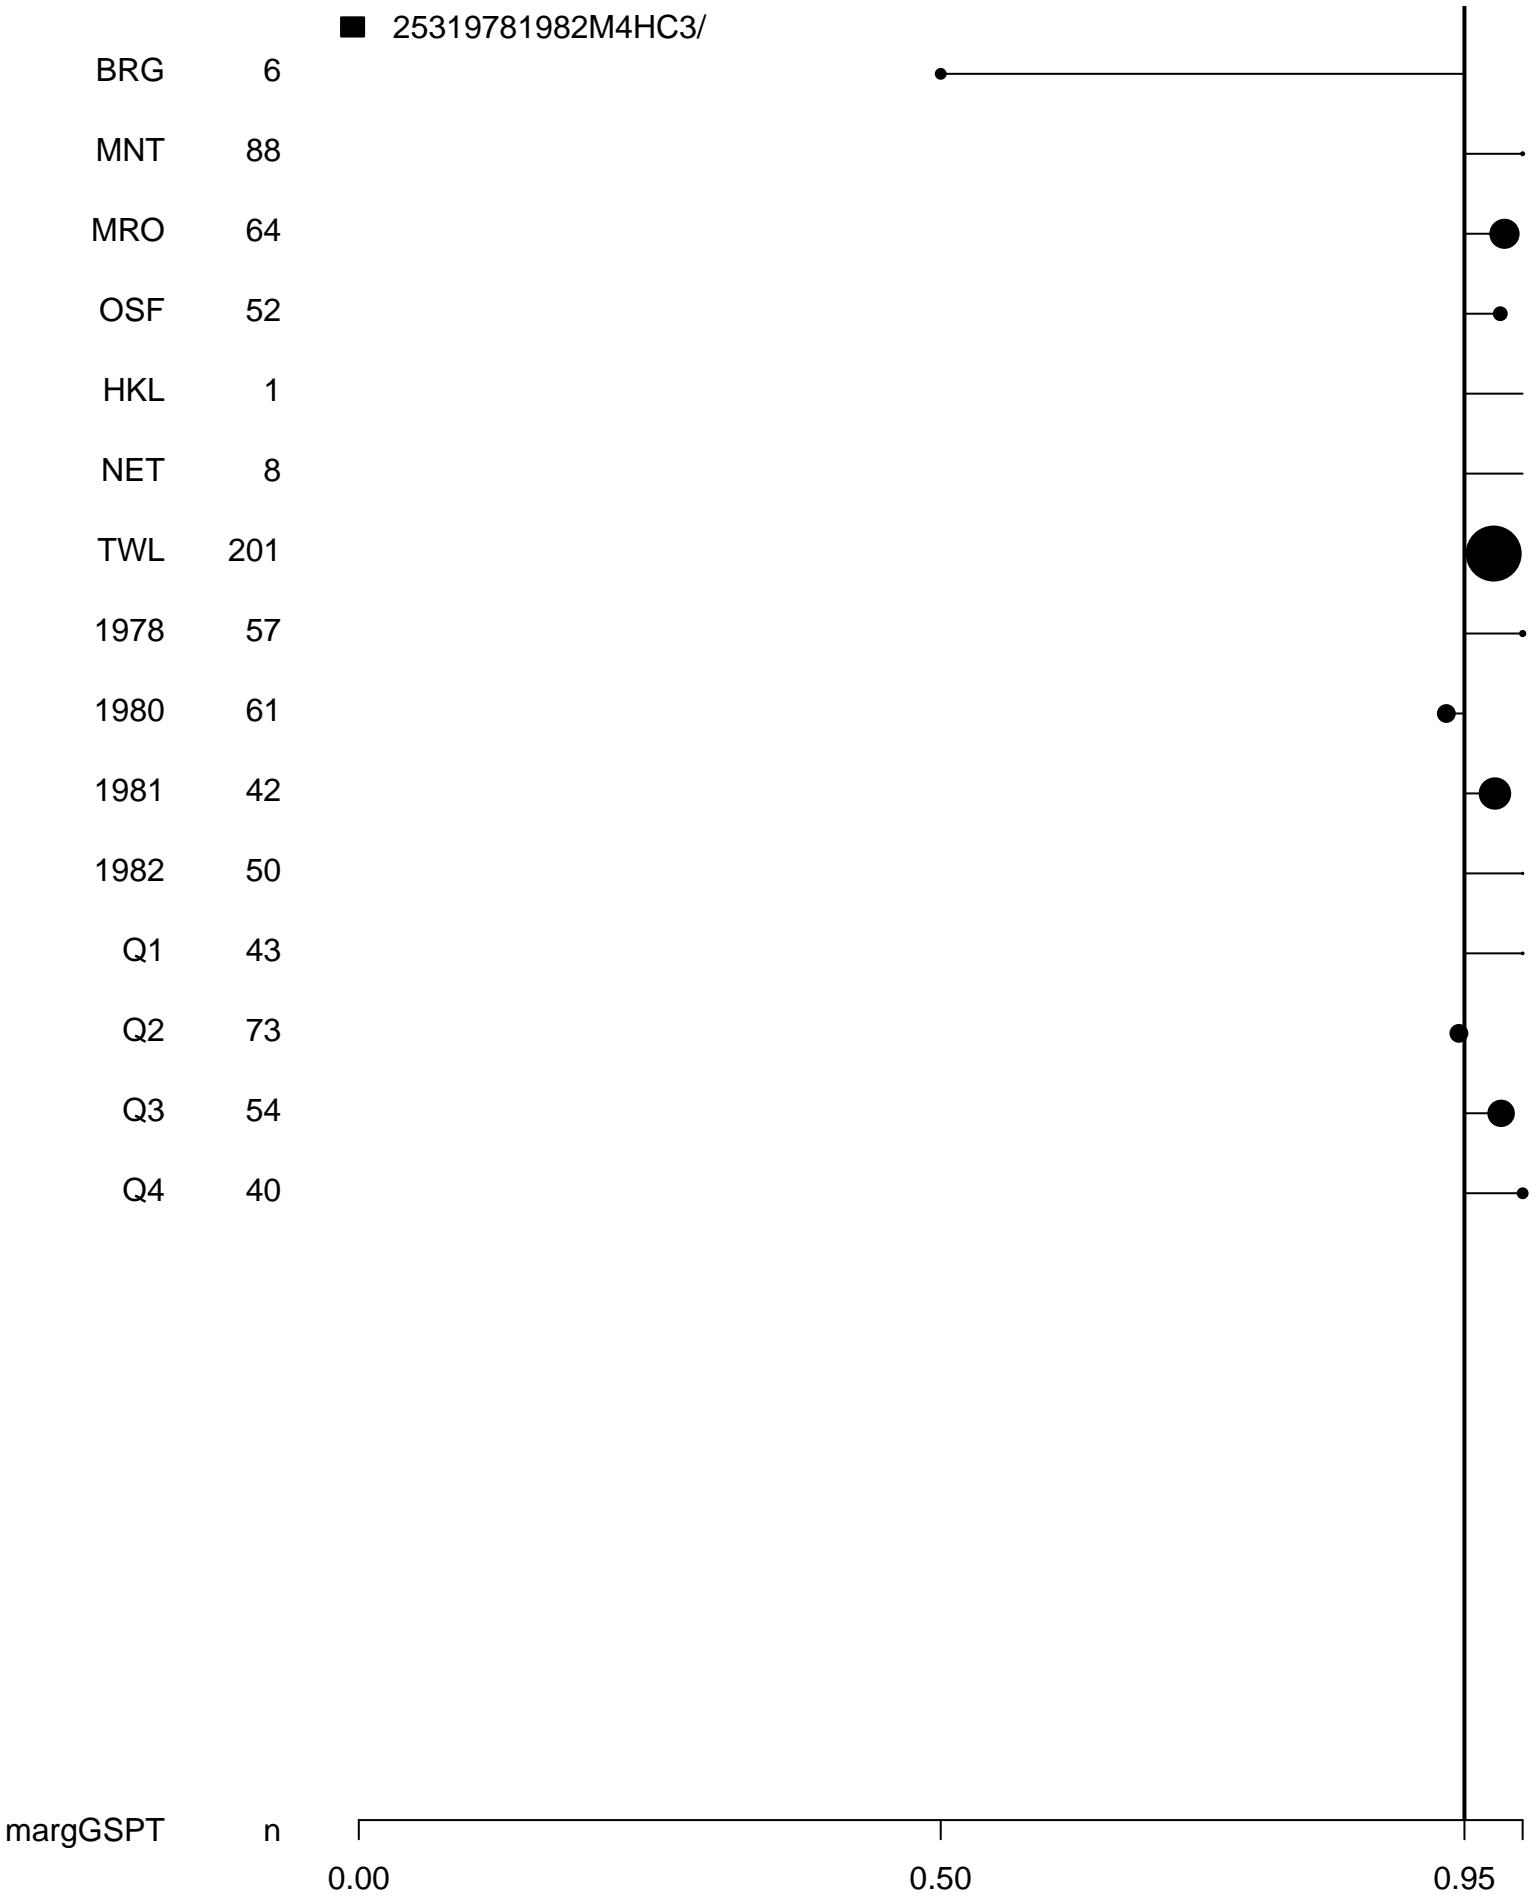 25319781982M4HC3/
BRG 6
MNT 88
MRO 64
OSF 52
HKL 1
NET 8
TWL 201
1978 57
1980 61
1981 42
1982 50
Q1 43
Q2 73
Q3 54
Q4 40
margGSPT n
0.00 0.50 0.95